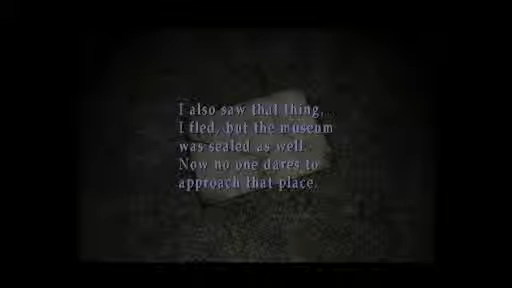 I also saw that thing,
I fled, but the museum
was sealed as well.
Now no one dares to
approach that place.